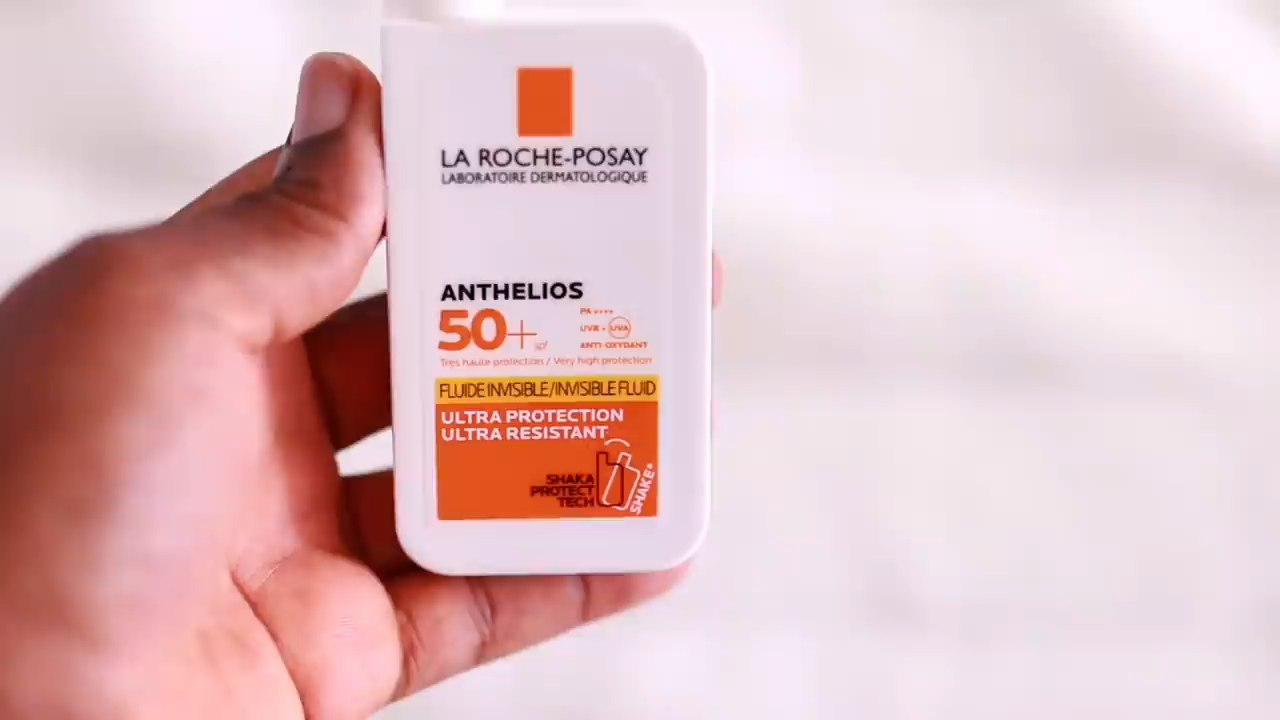 LA ROCHE-POSAY
LABORATOIRE DERMATOLOGIQUE
ANTHELIOS
50+ spf
PA ++++
UVB + UVA
ANTI-OXYDANT
Très haute protection / Very high protection
FLUIDE INVISIBLE/INVISIBLE FLUID
ULTRA PROTECTION
ULTRA RESISTANT
SHAKA
PROTECT
TECH
SHAKE*